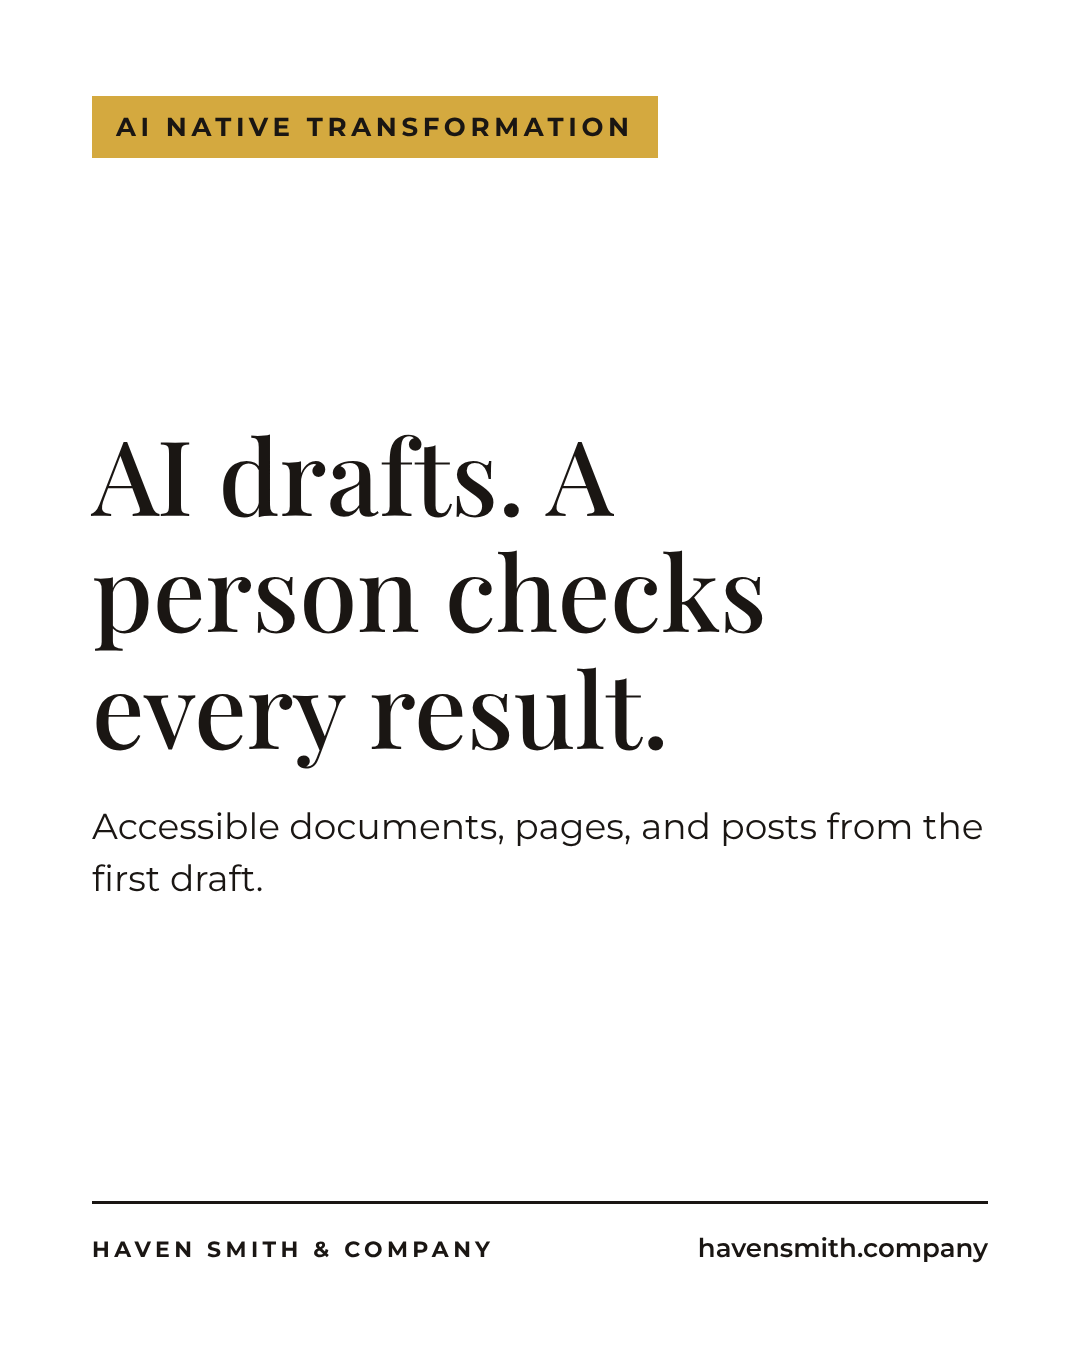 AI NATIVE TRANSFORMATION
AI drafts. A
person checks
every result.
Accessible documents, pages, and posts from the
first draft.
HAVEN SMITH & COMPANY
havensmith.company